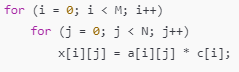 for (i = 0; i < M; i++)
    for (j = 0; j < N; j++)
        x[i][j] = a[i][j] * c[i];